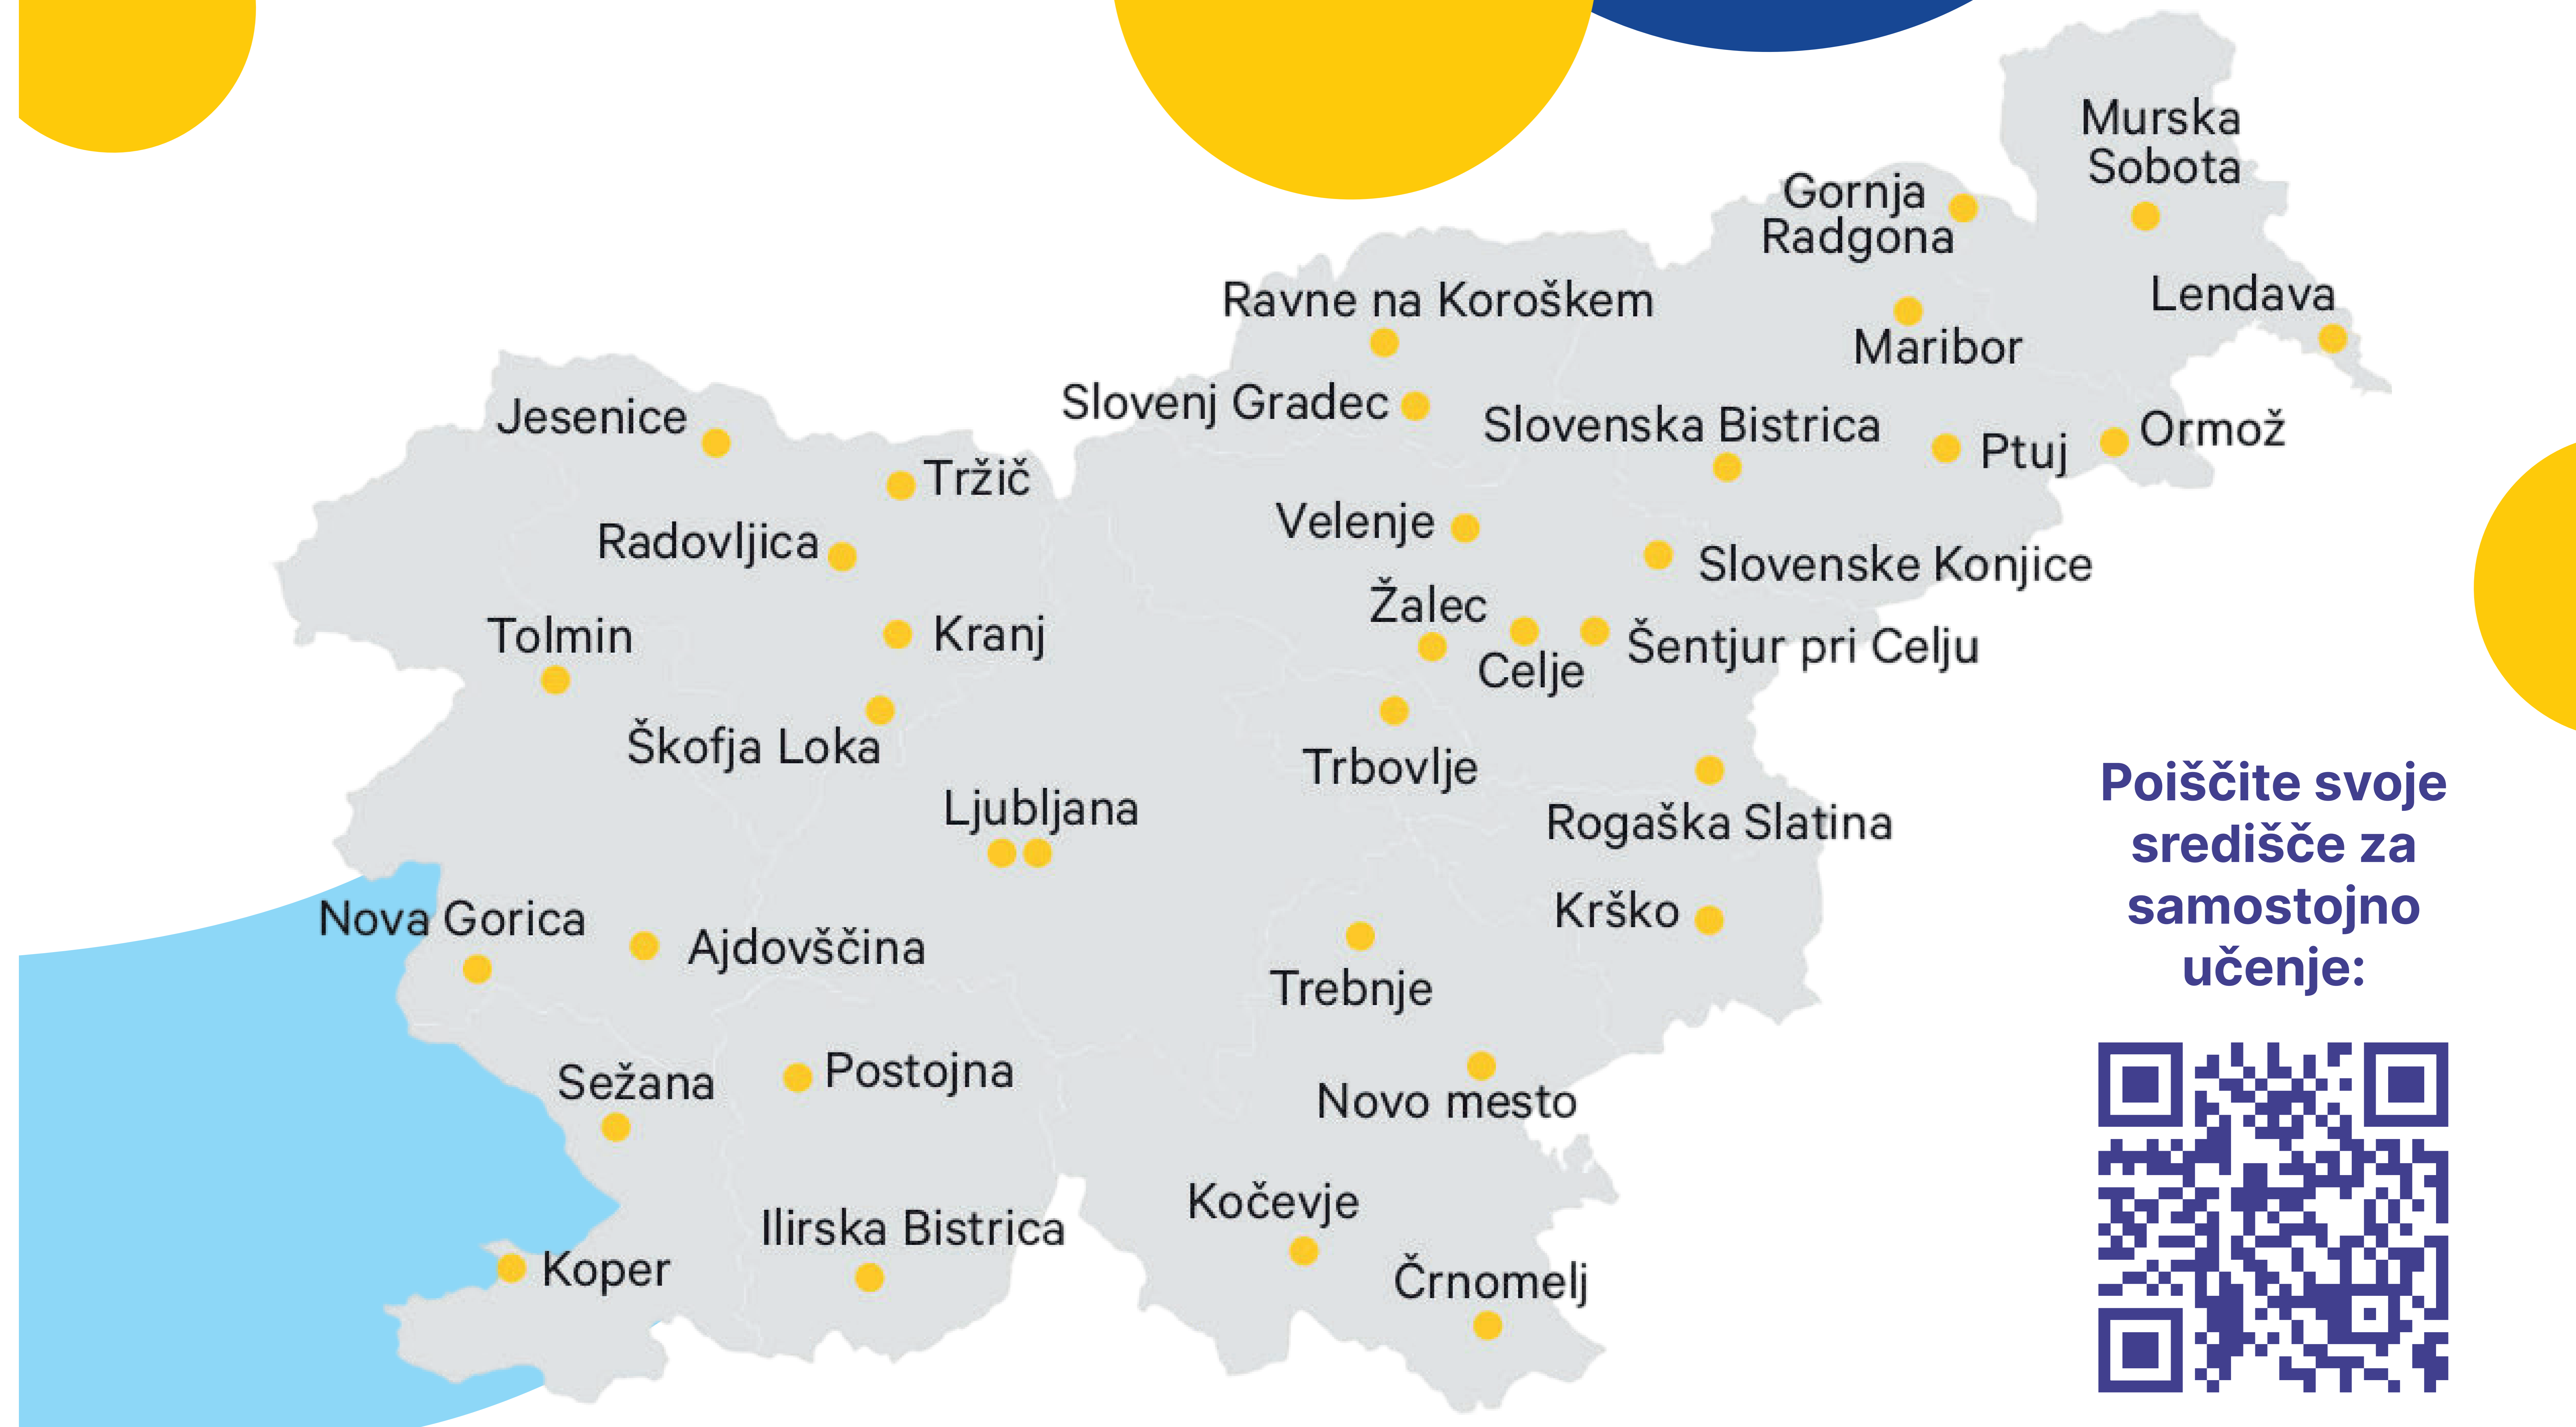 Murska
Sobota
Gornja
Radgona
Lendava
Ravne na Koroškem
Maribor
Slovenj Gradec
Jesenice
Slovenska Bistrica
Ormož
Ptuj
Tržič
Velenje
Radovljica
Slovenske Konjice
Žalec
Tolmin
Kranj
Šentjur pri Celju
Celje
Škofja Loka
Trbovlje
Ljubljana
Rogaška Slatina
Krško
Nova Gorica
Ajdovščina
Trebnje
Postojna
Sežana
Novo mesto
Kočevje
Ilirska Bistrica
Koper
Črnomelj
Poiščite svoje
središče za
samostojno
učenje: